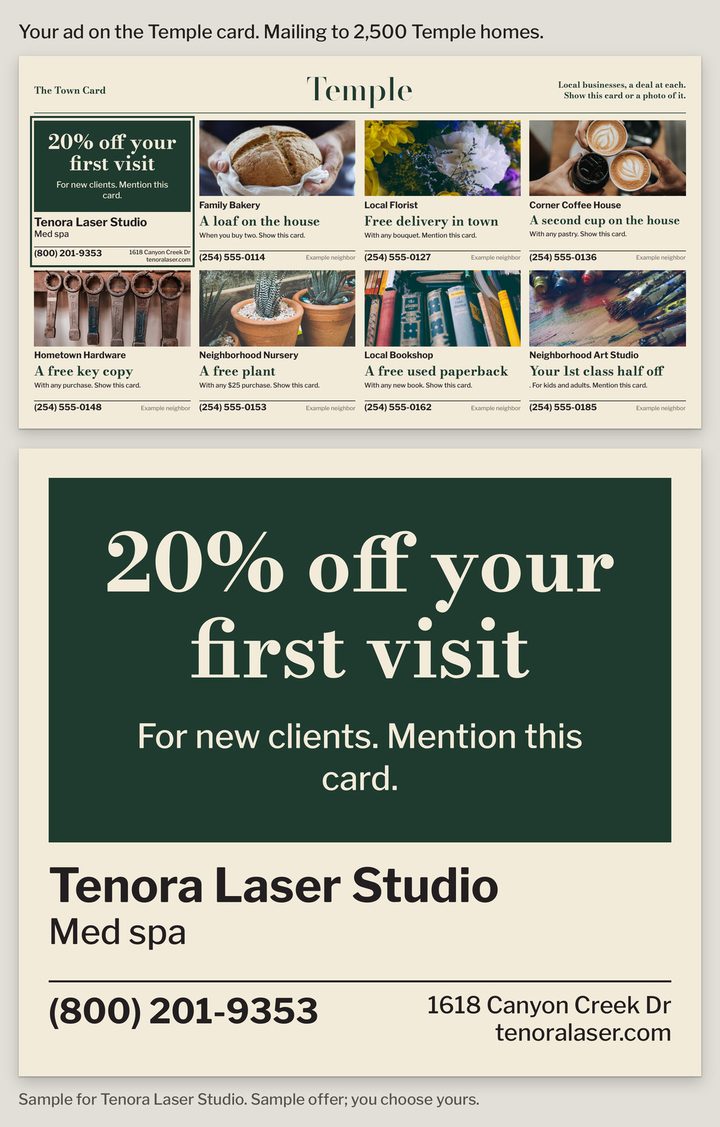 Your ad on the Temple card. Mailing to 2,500 Temple homes.
The Town Card
Temple
Local businesses, a deal at each.
Show this card or a photo of it.
20% off your
first visit
For new clients. Mention this
card.
Tenora Laser Studio
Med spa
(800) 201-9353
1618 Canyon Creek Dr
tenoralaser.com
Family Bakery
A loaf on the house
When you buy two. Show this card.
(254) 555-0114
Example neighbor
Local Florist
Free delivery in town
With any bouquet. Mention this card.
(254) 555-0127
Example neighbor
Corner Coffee House
A second cup on the house
With any pastry. Show this card.
(254) 555-0136
Example neighbor
Hometown Hardware
A free key copy
With any purchase. Show this card.
(254) 555-0148
Example neighbor
Neighborhood Nursery
A free plant
With any $25 purchase. Show this card.
(254) 555-0153
Example neighbor
Local Bookshop
A free used paperback
With any new book. Show this card.
(254) 555-0162
Example neighbor
Neighborhood Art Studio
Your 1st class half off
. For kids and adults. Mention this card.
(254) 555-0185
Example neighbor
20% off your
first visit
For new clients. Mention this
card.
Tenora Laser Studio
Med spa
(800) 201-9353
1618 Canyon Creek Dr
tenoralaser.com
Sample for Tenora Laser Studio. Sample offer; you choose yours.